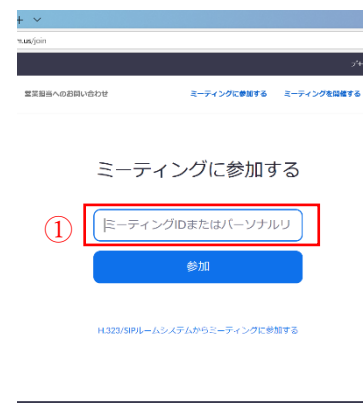 n.us/join
営業担当へのお問い合わせ ミーティングに参加する ミーティングを開催する
ミーティングに参加する
① ミーティングIDまたはパーソナルリ
参加
H.323/SIPルームシステムからミーティングに参加する